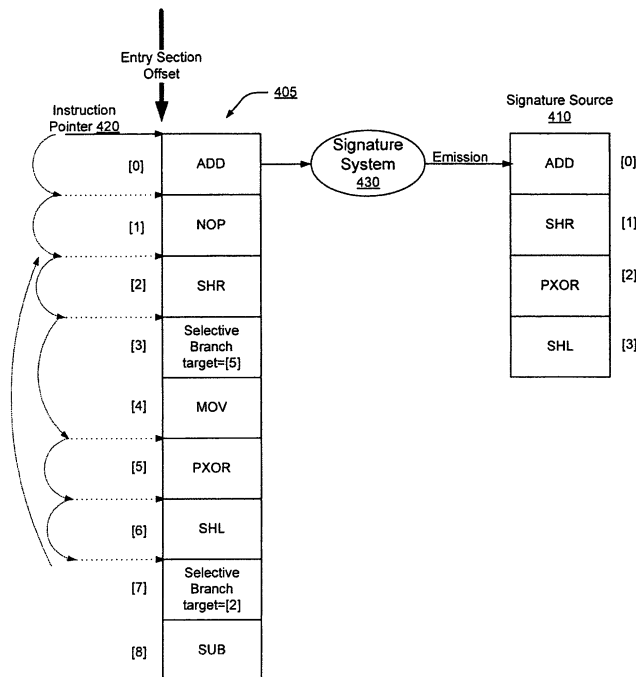 Entry Section
Offset
405
Instruction
Pointer 420
Signature Source
410
[0]
ADD
Signature
System
430
Emission
ADD
[0]
[1]
NOP
SHR
[1]
[2]
SHR
PXOR
[2]
[3]
Selective
Branch
target=[5]
SHL
[3]
[4]
MOV
[5]
PXOR
[6]
SHL
[7]
Selective
Branch
target=[2]
[8]
SUB